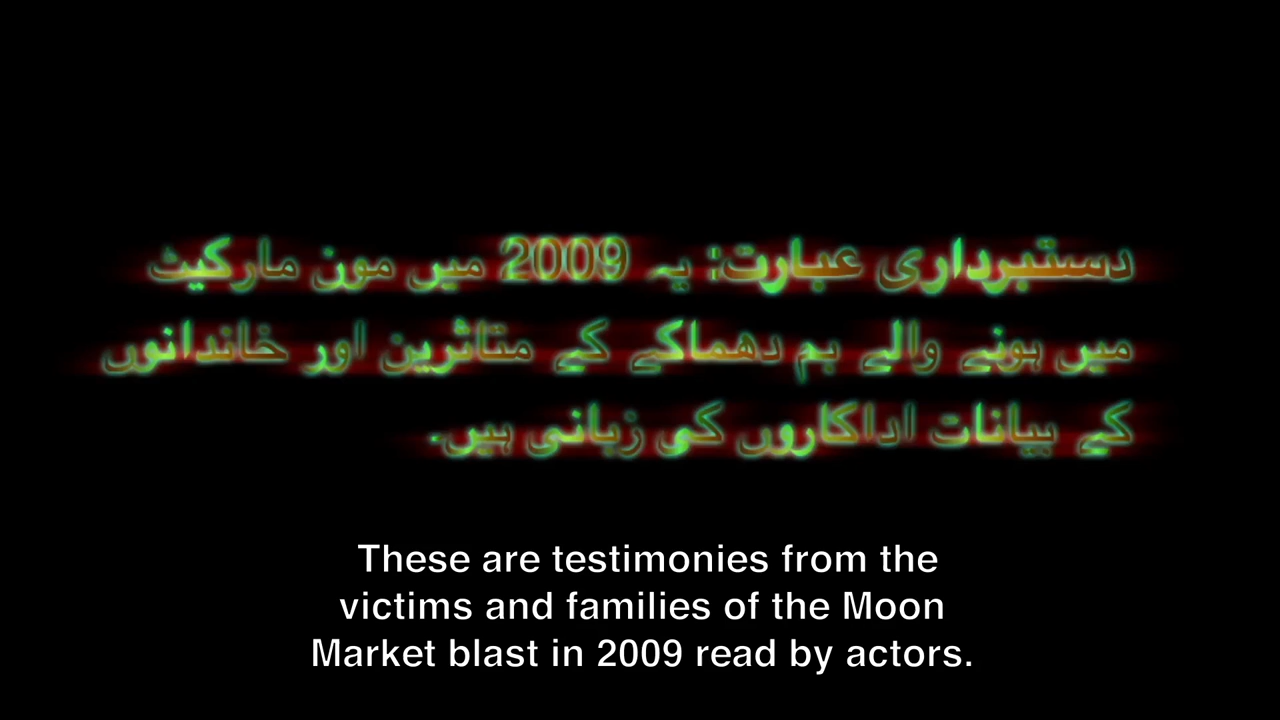 دستبرداری عبارت: یہ 2009 میں مون مارکیٹ
میں ہونے والے بم دھماکے کے متاثرین اور خاندانوں
کے بیانات اداکاروں کی زبانی ہیں۔
These are testimonies from the
victims and families of the Moon
Market blast in 2009 read by actors.